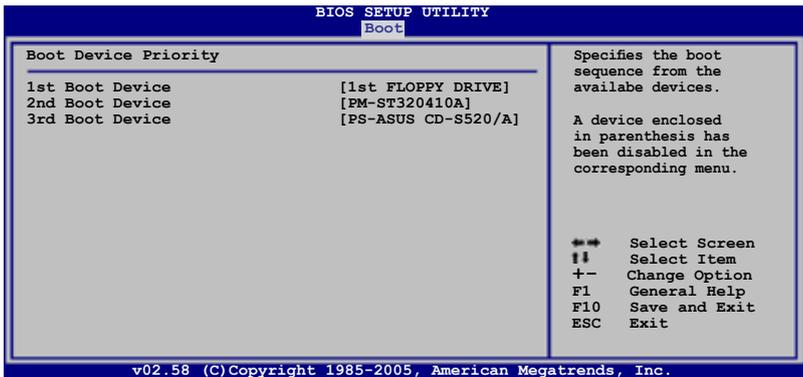 BIOS SETUP UTILITY
Boot
Boot Device Priority
1st Boot Device [1st FLOPPY DRIVE]
2nd Boot Device [PM-ST320410A]
3rd Boot Device [PS-ASUS CD-S520/A]
Specifies the boot
sequence from the
availabe devices.
A device enclosed
in parenthesis has
been disabled in the
corresponding menu.
←→ Select Screen
↑↓ Select Item
+- Change Option
F1 General Help
F10 Save and Exit
ESC Exit
v02.58 (C)Copyright 1985-2005, American Megatrends, Inc.